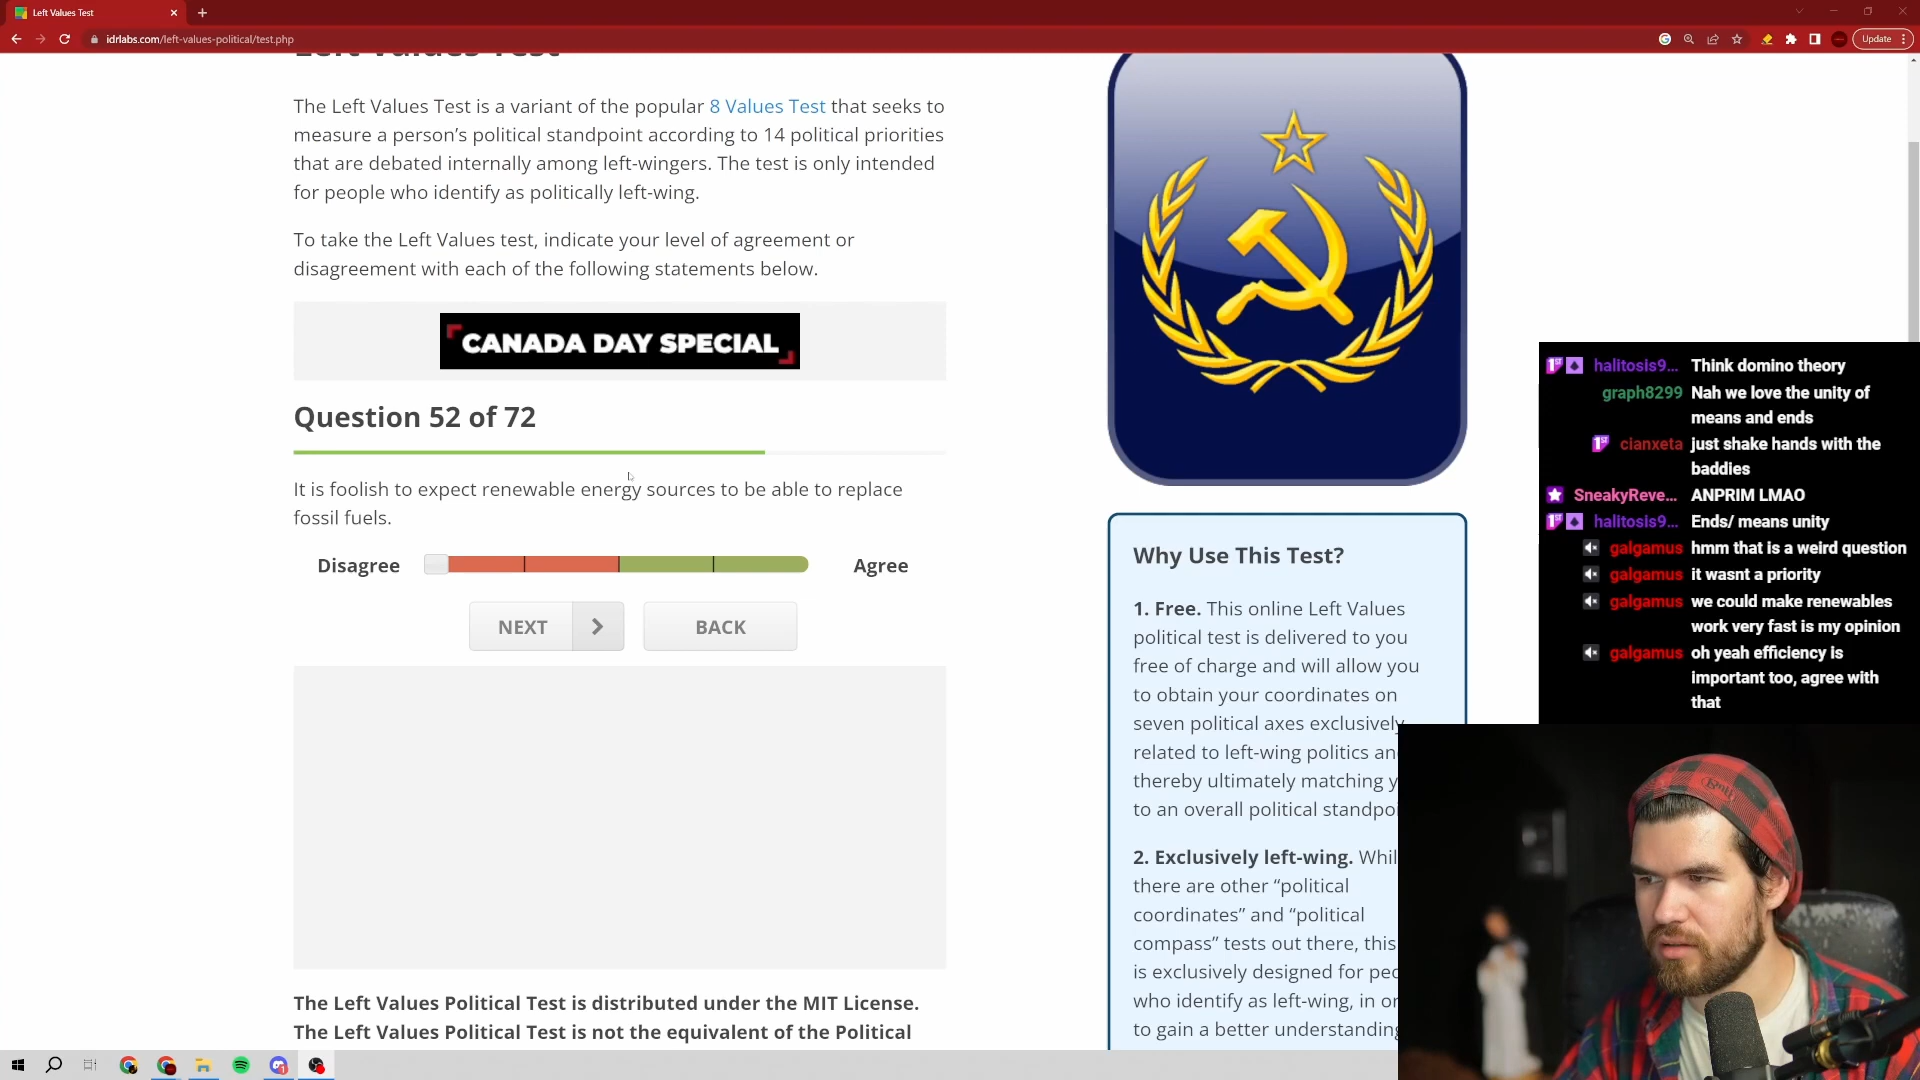 Left Values Test
idrlabs.com/left-values-political/test.php
Update
Left Values Test
The Left Values Test is a variant of the popular 8 Values Test that seeks to
measure a person's political standpoint according to 14 political priorities
that are debated internally among left-wingers. The test is only intended
for people who identify as politically left-wing.
To take the Left Values test, indicate your level of agreement or
disagreement with each of the following statements below.
CANADA DAY SPECIAL
Question 52 of 72
It is foolish to expect renewable energy sources to be able to replace
fossil fuels.
Disagree
Agree
NEXT
BACK
The Left Values Political Test is distributed under the MIT License.
The Left Values Political Test is not the equivalent of the Political
Why Use This Test?
1. Free. This online Left Values
political test is delivered to you
free of charge and will allow you
to obtain your coordinates on
seven political axes exclusively
related to left-wing politics an
thereby ultimately matching y
to an overall political standpo
2. Exclusively left-wing. Whil
there are other “political
coordinates” and “political
compass” tests out there, this
is exclusively designed for peo
who identify as left-wing, in or
to gain a better understanding
halitosis9... Think domino theory
graph8299 Nah we love the unity of
means and ends
cianxeta just shake hands with the
baddies
SneakyReve... ANPRIM LMAO
halitosis9... Ends/ means unity
galgamus hmm that is a weird question
galgamus it wasnt a priority
galgamus we could make renewables
work very fast is my opinion
galgamus oh yeah efficiency is
important too, agree with
that